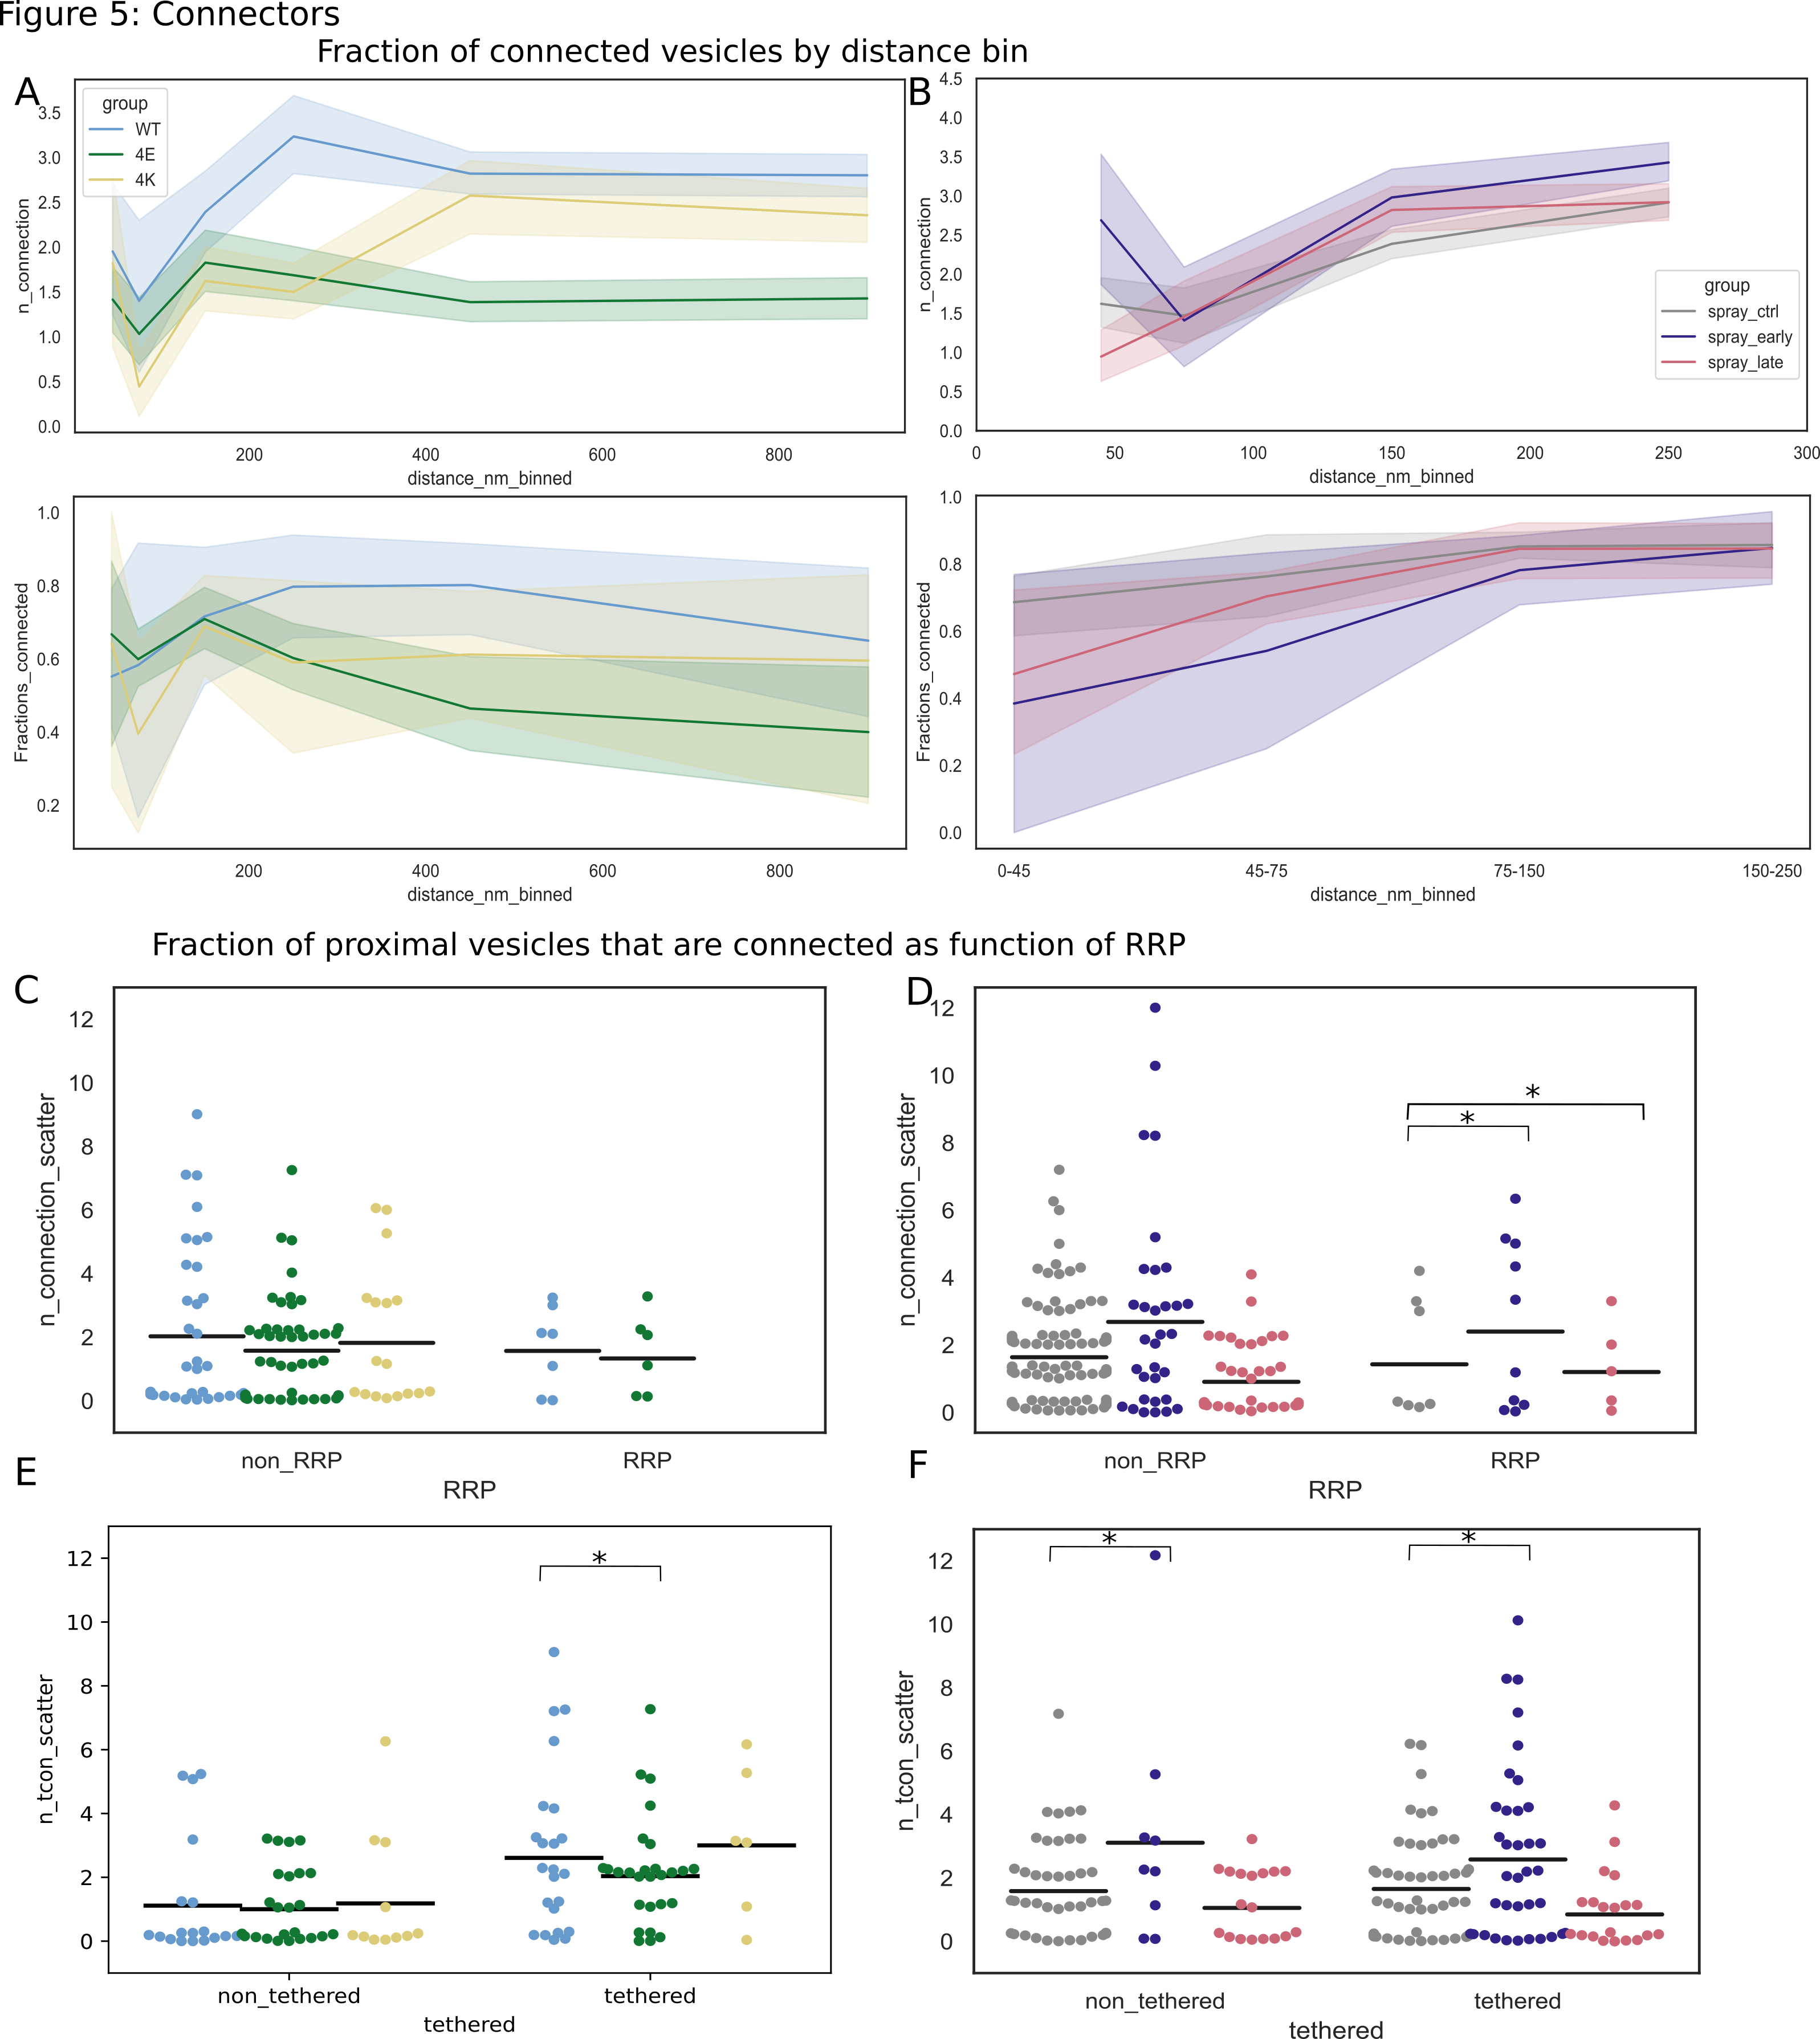 Figure 5: Connectors
Fraction of connected vesicles by distance bin
A
group
WT
4E
4K
3.5
3.0
2.5
2.0
1.5
1.0
0.5
0.0
n_connection
200 400 600 800
distance_nm_binned
B
4.5
4.0
3.5
3.0
2.5
2.0
1.5
1.0
0.5
0.0
n_connection
group
spray_ctrl
spray_early
spray_late
0 50 100 150 200 250 300
distance_nm_binned
1.0
0.8
0.6
0.4
0.2
Fractions_connected
200 400 600 800
distance_nm_binned
1.0
0.8
0.6
0.4
0.2
0.0
Fractions_connected
0-45 45-75 75-150 150-250
distance_nm_binned
Fraction of proximal vesicles that are connected as function of RRP
C
12
10
8
6
4
2
0
n_connection_scatter
non_RRP RRP
RRP
D
12
10
8
6
4
2
0
n_connection_scatter
*
*
non_RRP RRP
RRP
E
12
10
8
6
4
2
0
n_tcon_scatter
*
non_tethered tethered
tethered
F
12
10
8
6
4
2
0
n_tcon_scatter
* *
non_tethered tethered
tethered